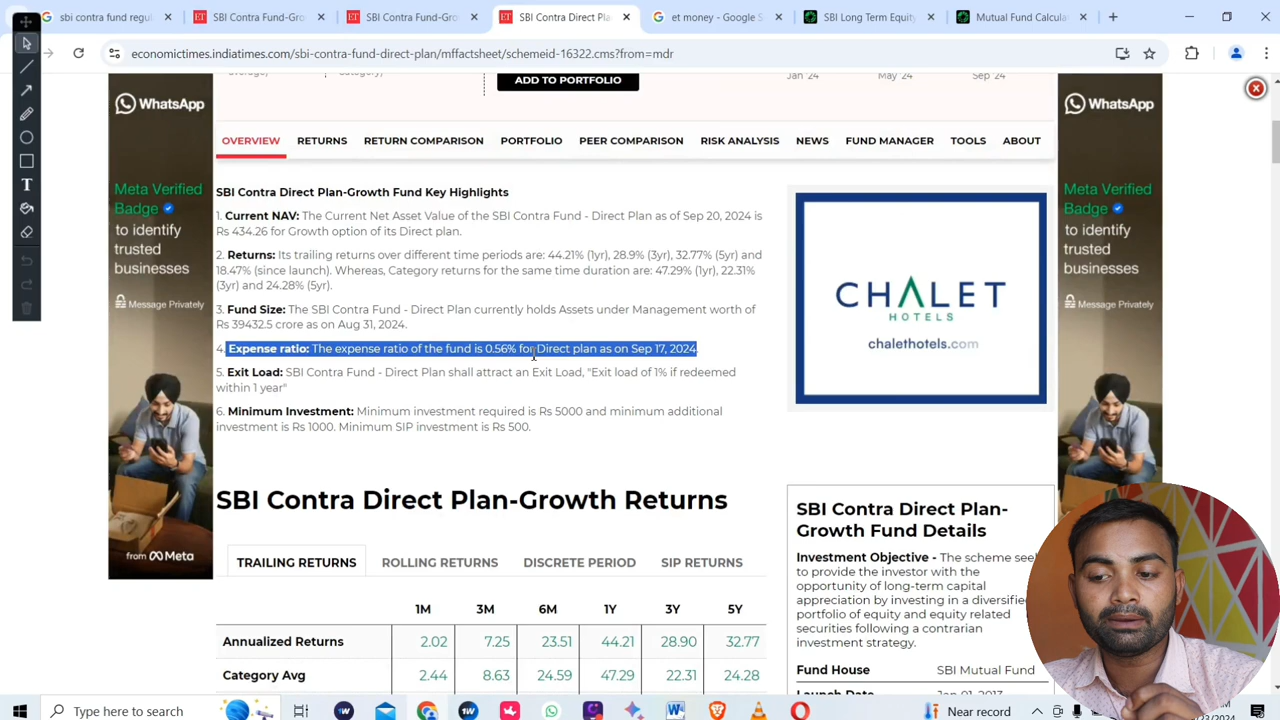 sbi contra fund regul
SBI Contra Fund-Gro
SBI Contra Fund-Gro
SBI Contra Direct Pla
et money - Google S
SBI Long Term Equity
Mutual Fund Calcula
economictimes.indiatimes.com/sbi-contra-fund-direct-plan/mffactsheet/schemeid-16322.cms?from=mdr
ADD TO PORTFOLIO
Jan '24 May '24 Sep '24
WhatsApp
WhatsApp
OVERVIEW RETURNS RETURN COMPARISON PORTFOLIO PEER COMPARISON RISK ANALYSIS NEWS FUND MANAGER TOOLS ABOUT
Meta Verified
Badge
to identify
trusted
businesses
Message Privately
from Meta
SBI Contra Direct Plan-Growth Fund Key Highlights
1. Current NAV: The Current Net Asset Value of the SBI Contra Fund - Direct Plan as of Sep 20, 2024 is
Rs 434.26 for Growth option of its Direct plan.
2. Returns: Its trailing returns over different time periods are: 44.21% (1yr), 28.9% (3yr), 32.77% (5yr) and
18.47% (since launch). Whereas, Category returns for the same time duration are: 47.29% (1yr), 22.31%
(3yr) and 24.28% (5yr).
3. Fund Size: The SBI Contra Fund - Direct Plan currently holds Assets under Management worth of
Rs 39432.5 crore as on Aug 31, 2024.
4. Expense ratio: The expense ratio of the fund is 0.56% for Direct plan as on Sep 17, 2024.
5. Exit Load: SBI Contra Fund - Direct Plan shall attract an Exit Load, "Exit load of 1% if redeemed
within 1 year"
6. Minimum Investment: Minimum investment required is Rs 5000 and minimum additional
investment is Rs 1000. Minimum SIP investment is Rs 500.
CHALET
HOTELS
chalethotels.com
Meta Verified
Badge
to identify
trusted
businesses
Message Privately
SBI Contra Direct Plan-Growth Returns
TRAILING RETURNS ROLLING RETURNS DISCRETE PERIOD SIP RETURNS
1M 3M 6M 1Y 3Y 5Y
Annualized Returns 2.02 7.25 23.51 44.21 28.90 32.77
Category Avg 2.44 8.63 24.59 47.29 22.31 24.28
SBI Contra Direct Plan-
Growth Fund Details
Investment Objective - The scheme see
to provide the investor with the
opportunity of long-term capital
appreciation by investing in a diversifie
portfolio of equity and equity related
securities following a contrarian
investment strategy.
Fund House SBI Mutual Fund
Type here to search
Near record